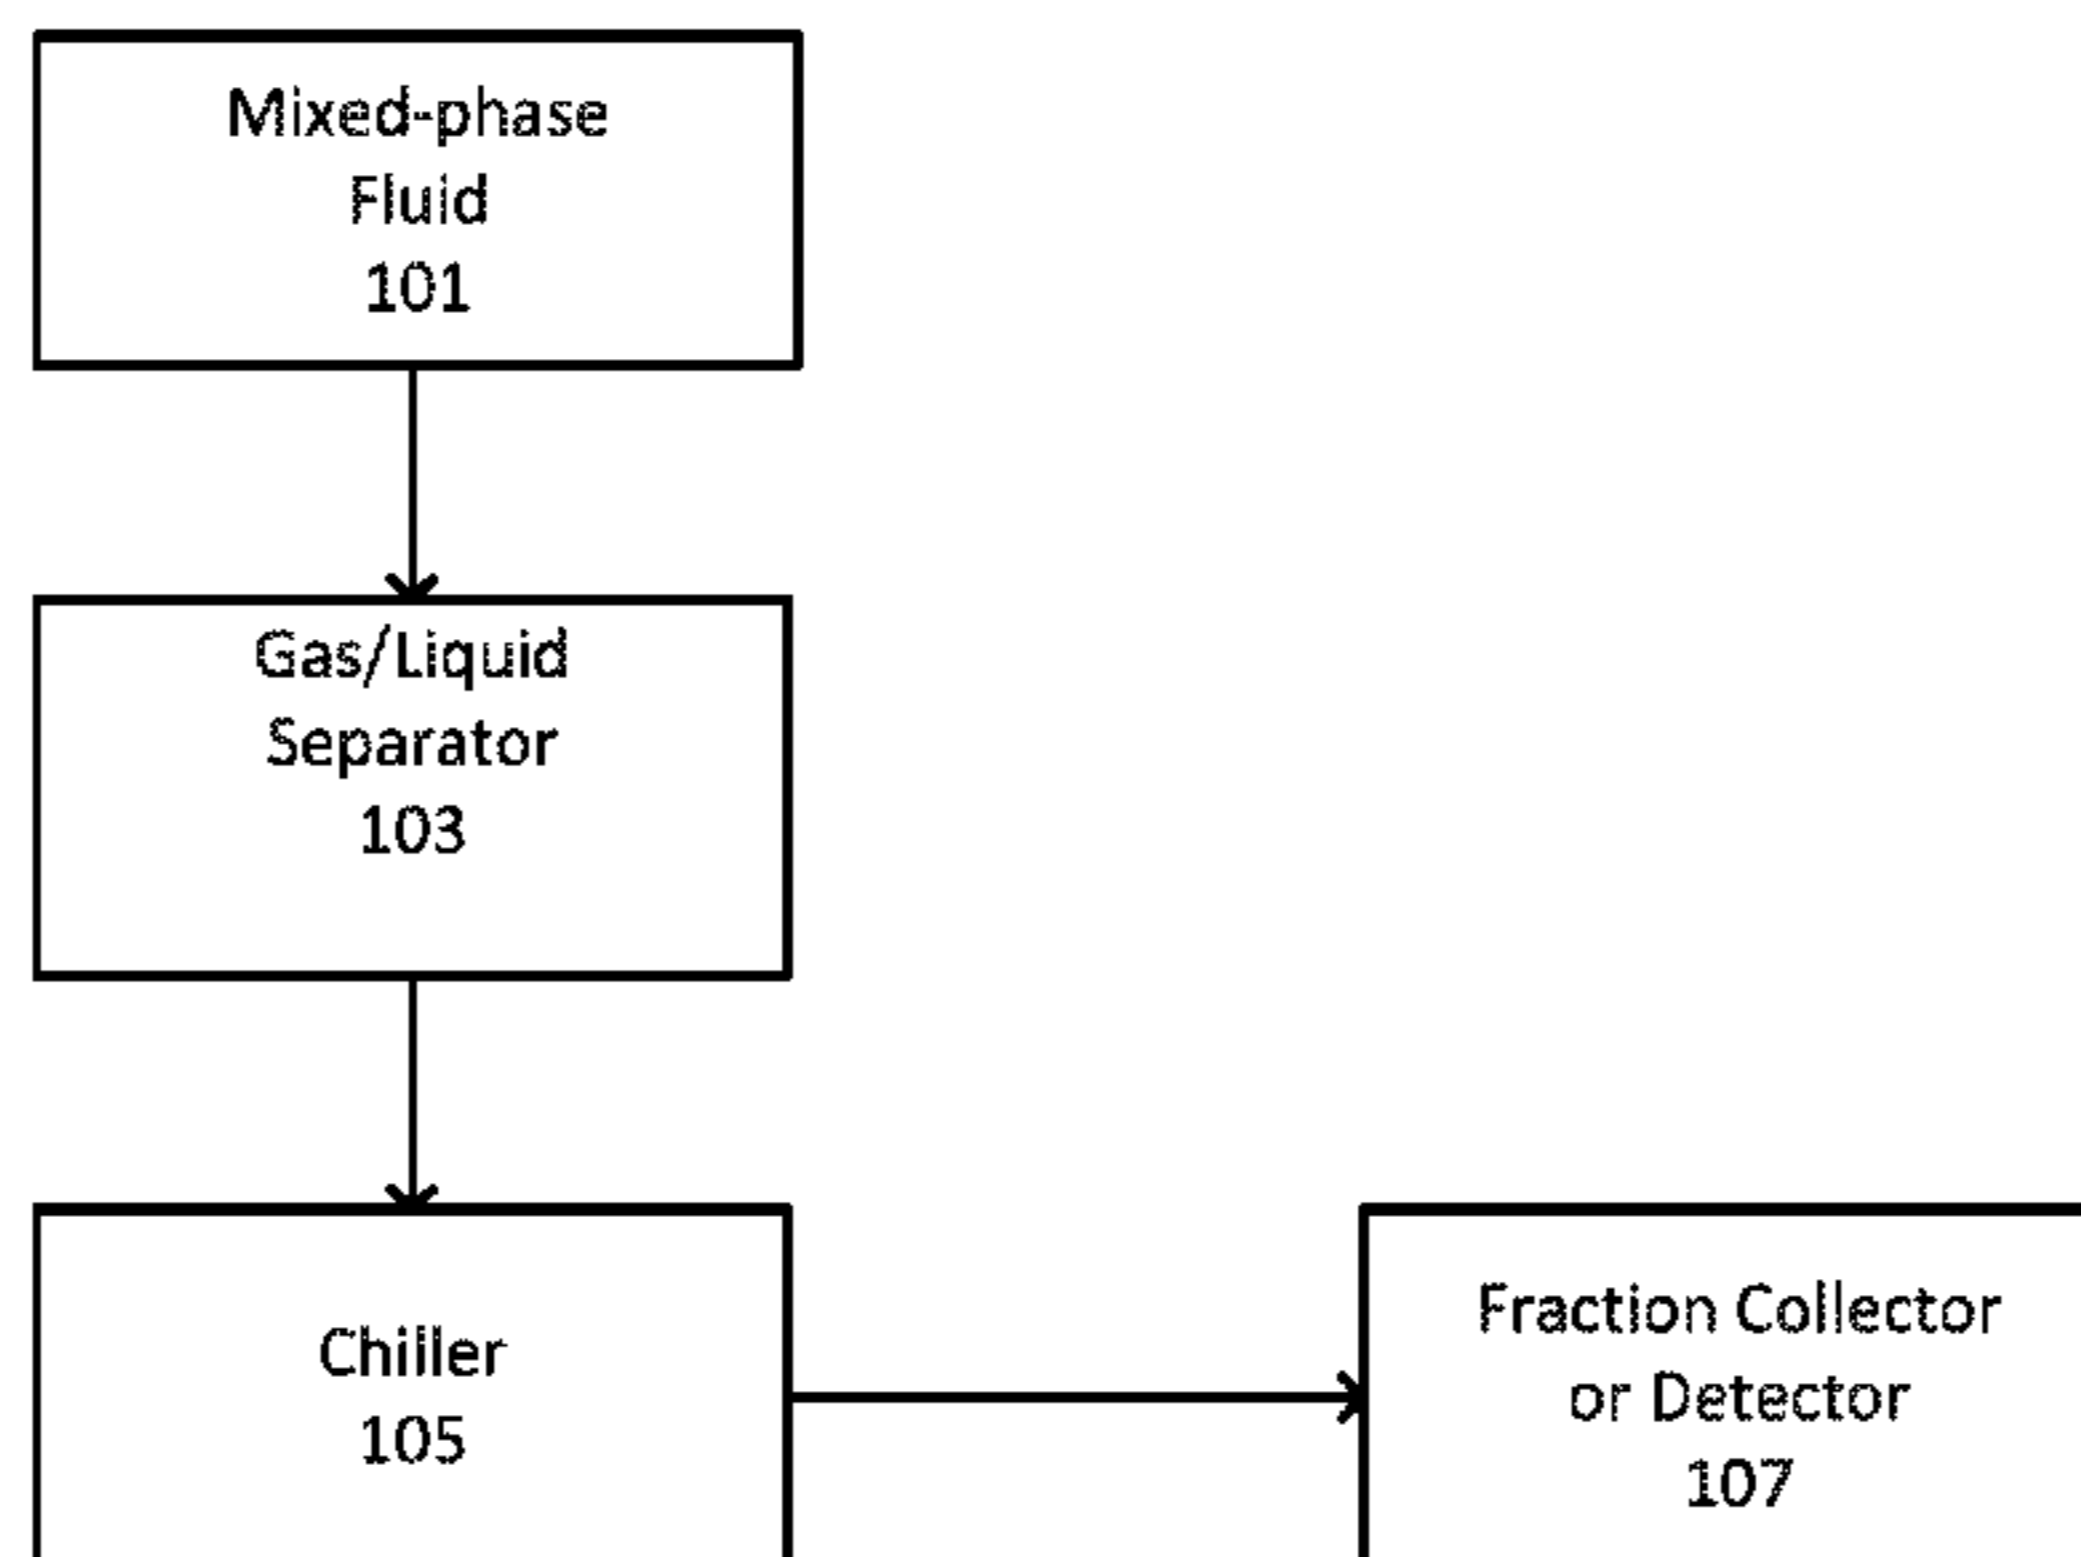 Mixed-phase
Fluid
101
Gas/Liquid
Separator
103
Chiller
105
Fraction Collector
or Detector
107